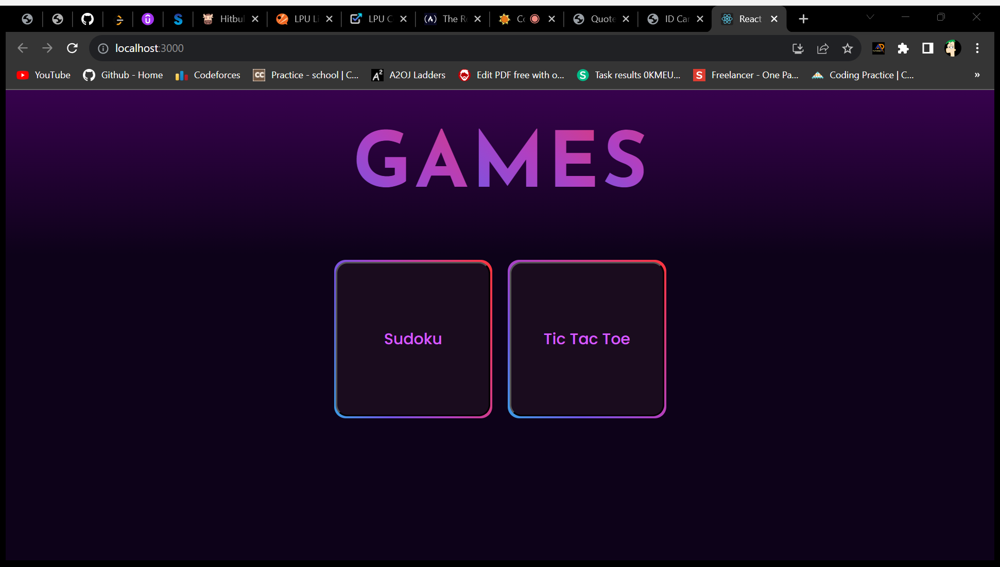 Hitbul LPU Li LPU C The Re Quote ID Car React
localhost:3000
YouTube Github - Home Codeforces Practice - school | C... A2OJ Ladders Edit PDF free with o... Task results 0KMEU... Freelancer - One Pa... Coding Practice | C...
GAMES
Sudoku Tic Tac Toe